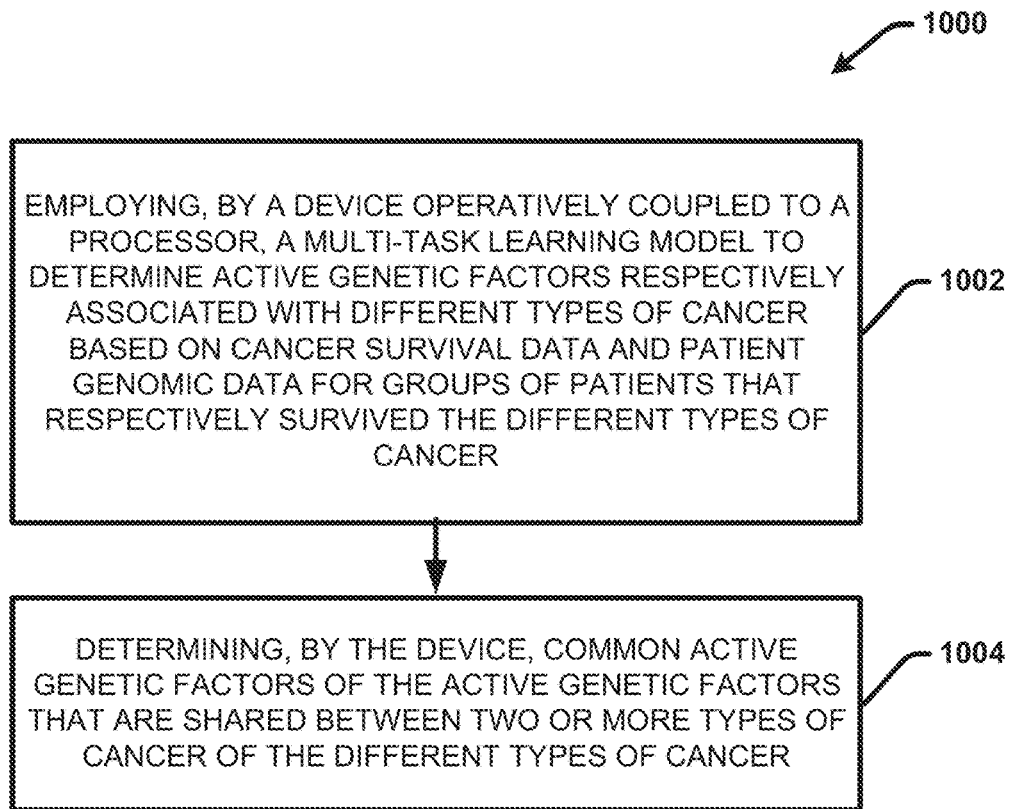 1000
EMPLOYING, BY A DEVICE OPERATIVELY COUPLED TO A
PROCESSOR, A MULTI-TASK LEARNING MODEL TO
DETERMINE ACTIVE GENETIC FACTORS RESPECTIVELY
ASSOCIATED WITH DIFFERENT TYPES OF CANCER
BASED ON CANCER SURVIVAL DATA AND PATIENT
GENOMIC DATA FOR GROUPS OF PATIENTS THAT
RESPECTIVELY SURVIVED THE DIFFERENT TYPES OF
CANCER
1002
DETERMINING, BY THE DEVICE, COMMON ACTIVE
GENETIC FACTORS OF THE ACTIVE GENETIC FACTORS
THAT ARE SHARED BETWEEN TWO OR MORE TYPES OF
CANCER OF THE DIFFERENT TYPES OF CANCER
1004